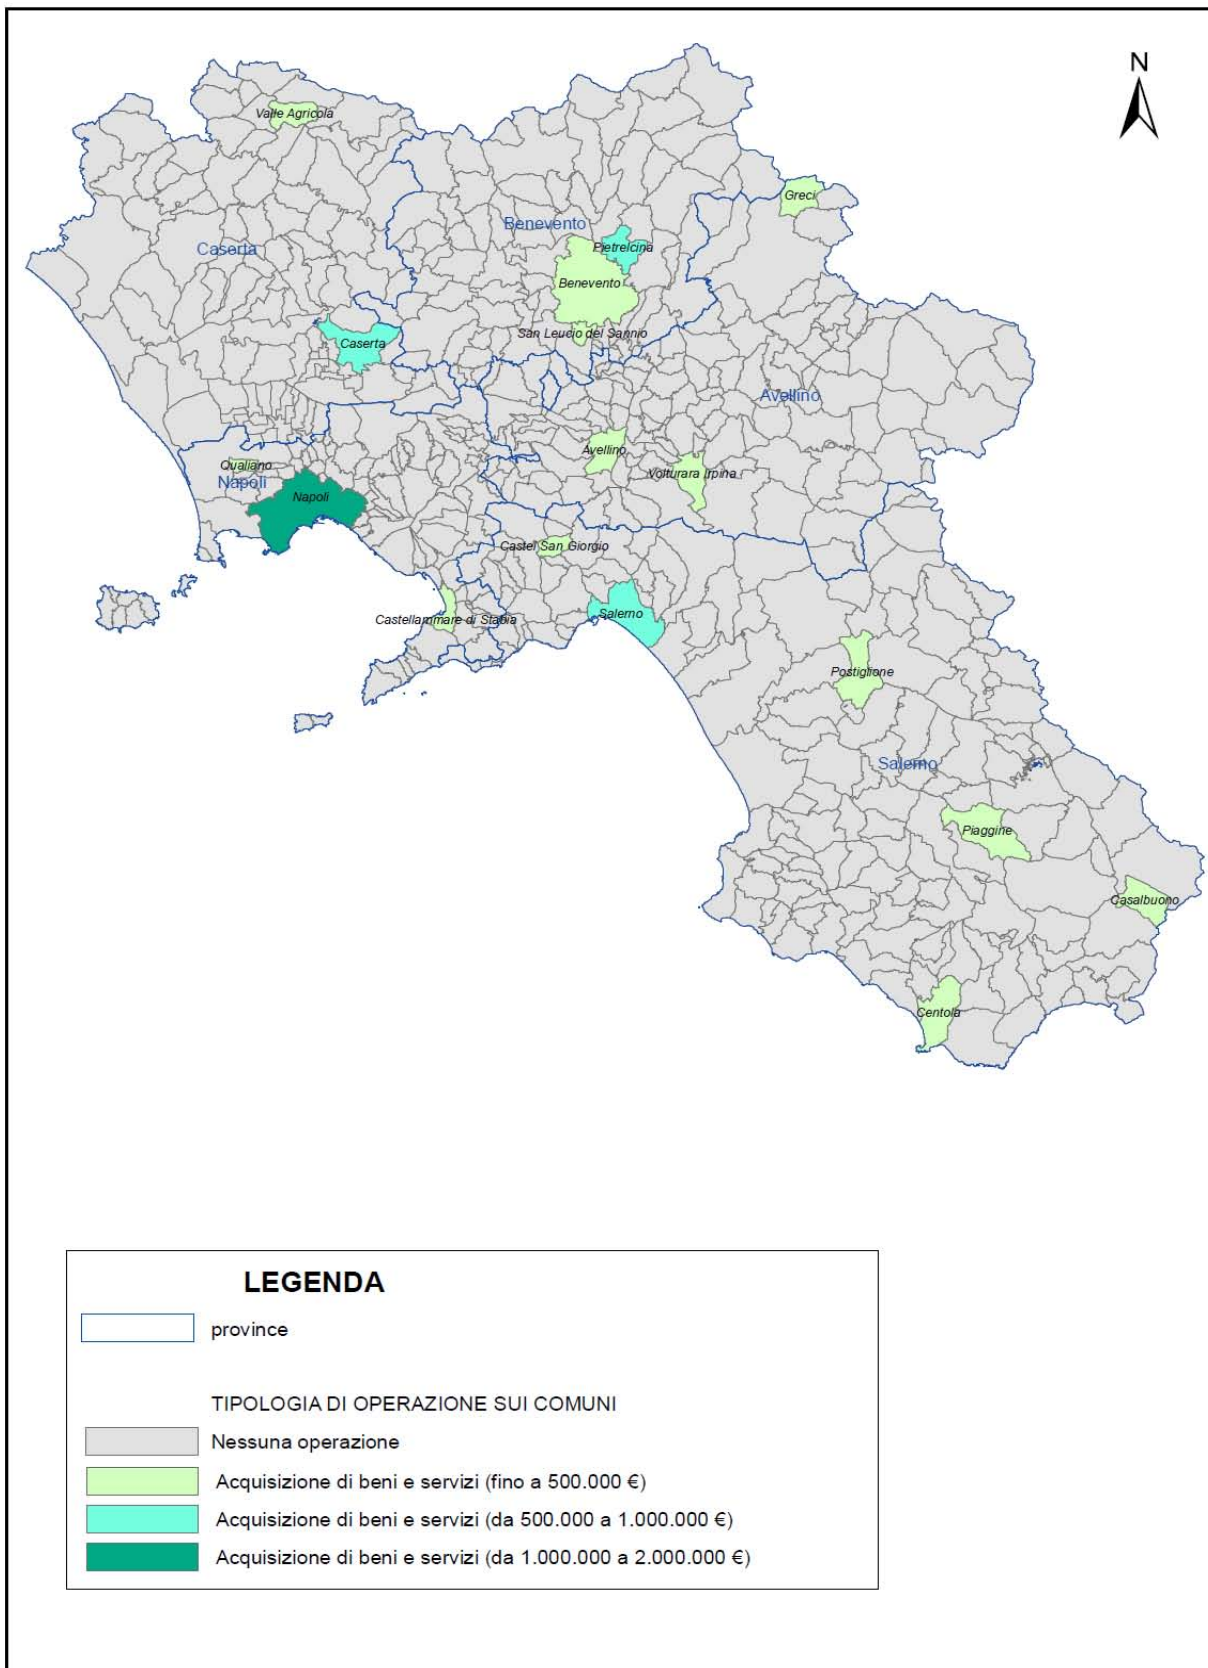 N
Valle Agricola
Greci
Benevento
Pietrelcina
Caserta
Benevento
San Leucio del Sannio
Caserta
Avellino
Avellino
Qualiano
Volturara Irpina
Napoli
Napoli
Castel San Giorgio
Castellammare di Stabia
Salerno
Postiglione
Salerno
Piaggine
Casalbuono
Centola
LEGENDA
province
TIPOLOGIA DI OPERAZIONE SUI COMUNI
Nessuna operazione
Acquisizione di beni e servizi (fino a 500.000 €)
Acquisizione di beni e servizi (da 500.000 a 1.000.000 €)
Acquisizione di beni e servizi (da 1.000.000 a 2.000.000 €)